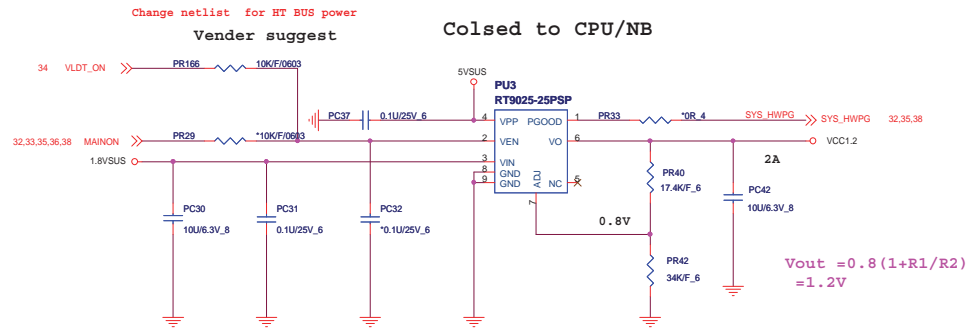 Change netlist  for HT BUS power
Vender suggest
Colsed to CPU/NB
34 VLDT_ON
PR166
10K/F/0603
5VSUS
PU3
RT9025-25PSP
PC37
0.1U/25V_6
4 VPP PGOOD 1
PR33
*0R_4
SYS_HWPG
SYS_HWPG 32,35,38
32,33,35,36,38 MAINON
PR29
*10K/F/0603
2 VEN VO 6
VCC1.2
1.8VSUS
3 VIN
8 GND
9 GND
ADJ
NC 5
7
2A
PR40
17.4K/F_6
PC42
10U/6.3V_8
PC30
10U/6.3V_8
PC31
0.1U/25V_6
PC32
*0.1U/25V_6
0.8V
PR42
34K/F_6
Vout =0.8(1+R1/R2)
=1.2V